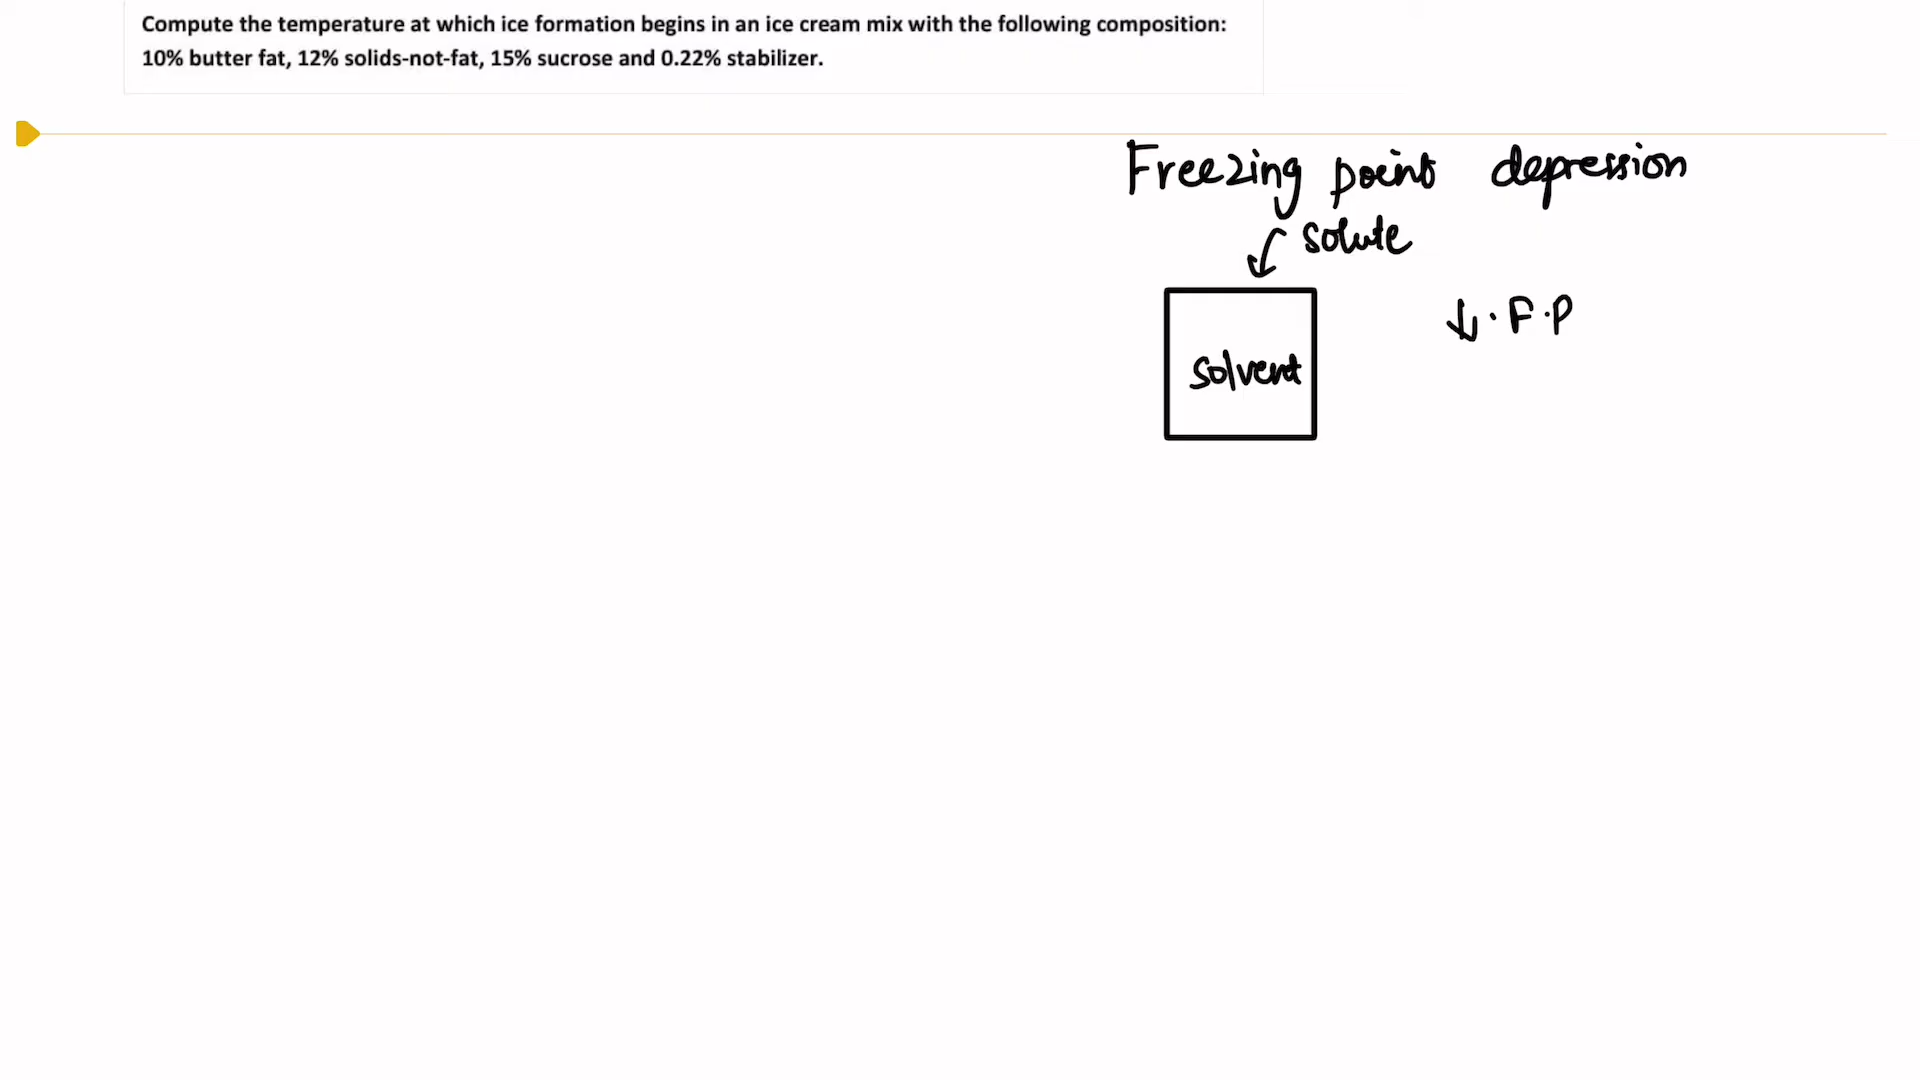 Compute the temperature at which ice formation begins in an ice cream mix with the following composition:
10% butter fat, 12% solids-not-fat, 15% sucrose and 0.22% stabilizer.
Freezing point depression
solute
↓ · F · P
solvent